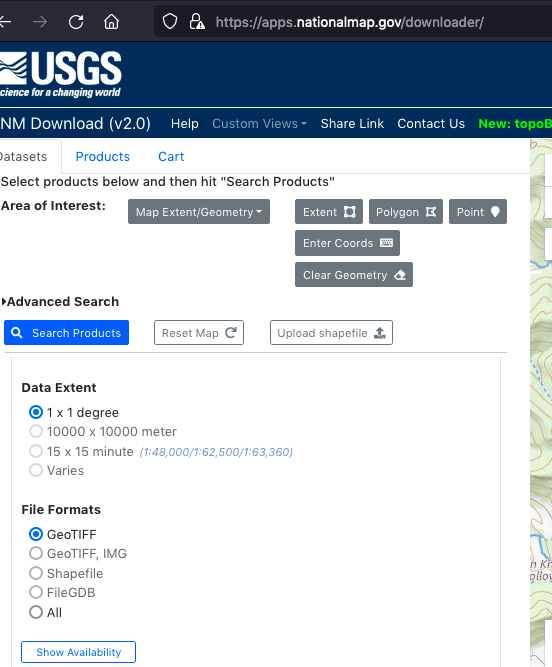 https://apps.nationalmap.gov/downloader/
USGS
science for a changing world
NM Download (v2.0) Help Custom Views Share Link Contact Us New: topoB
Datasets Products Cart
Select products below and then hit "Search Products"
Area of Interest: Map Extent/Geometry Extent Polygon Point
Enter Coords
Clear Geometry
Advanced Search
Search Products Reset Map Upload shapefile
Data Extent
1 x 1 degree
10000 x 10000 meter
15 x 15 minute (1:48,000/1:62,500/1:63,360)
Varies
File Formats
GeoTIFF
GeoTIFF, IMG
Shapefile
FileGDB
All
Show Availability